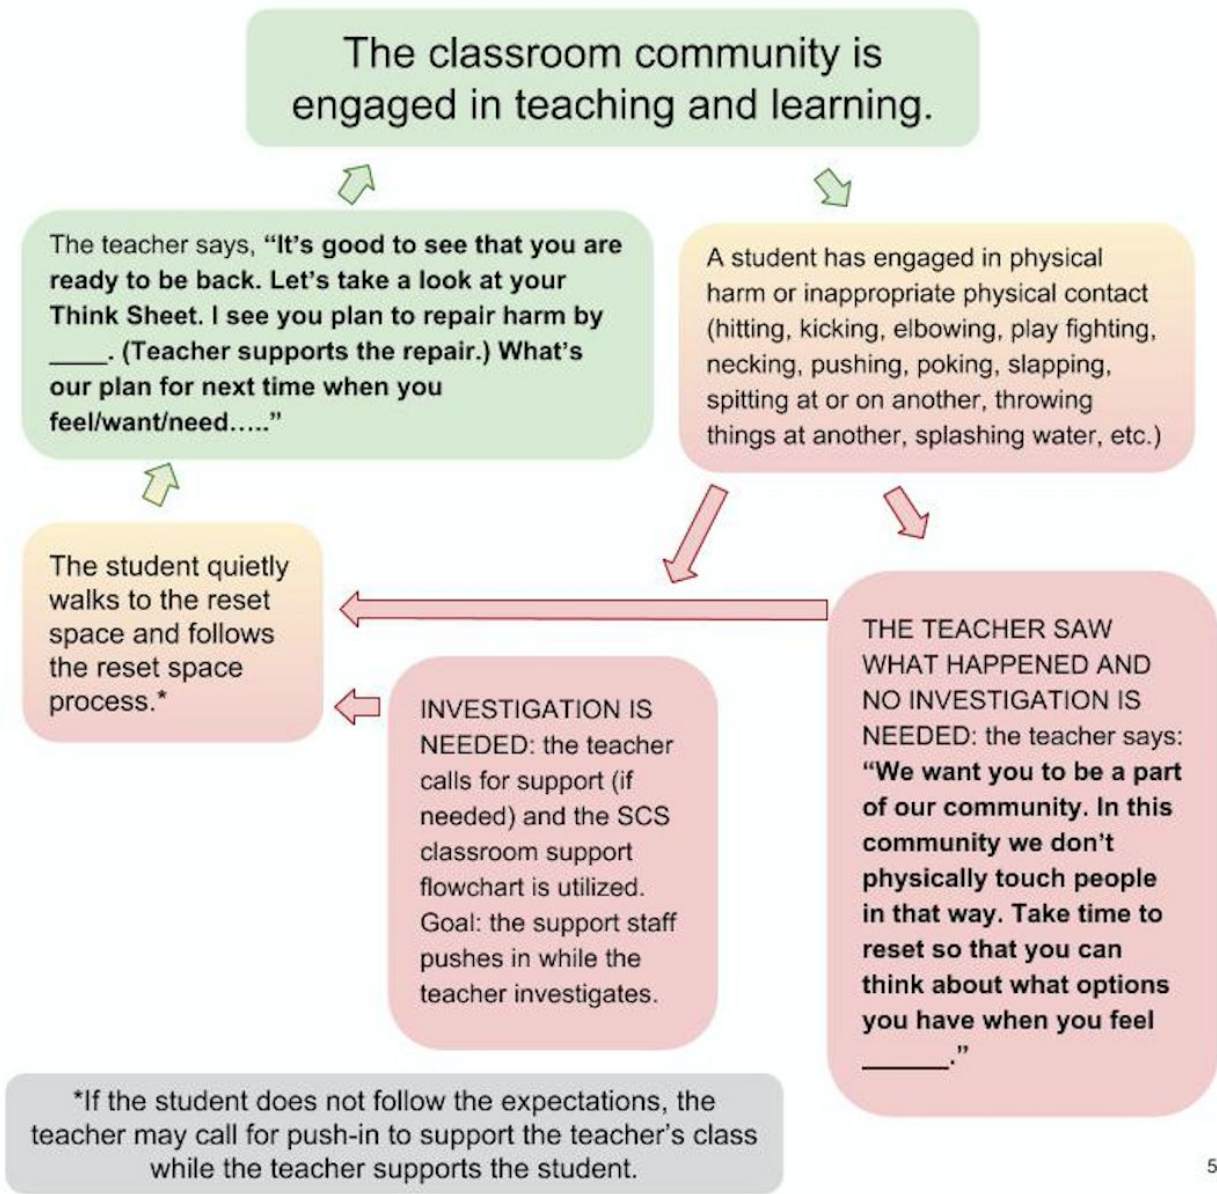 The classroom community is
engaged in teaching and learning.
The teacher says, “It’s good to see that you are
ready to be back. Let’s take a look at your
Think Sheet. I see you plan to repair harm by
____. (Teacher supports the repair.) What’s
our plan for next time when you
feel/want/need…..”
A student has engaged in physical
harm or inappropriate physical contact
(hitting, kicking, elbowing, play fighting,
necking, pushing, poking, slapping,
spitting at or on another, throwing
things at another, splashing water, etc.)
The student quietly
walks to the reset
space and follows
the reset space
process.*
INVESTIGATION IS
NEEDED: the teacher
calls for support (if
needed) and the SCS
classroom support
flowchart is utilized.
Goal: the support staff
pushes in while the
teacher investigates.
THE TEACHER SAW
WHAT HAPPENED AND
NO INVESTIGATION IS
NEEDED: the teacher says:
“We want you to be a part
of our community. In this
community we don’t
physically touch people
in that way. Take time to
reset so that you can
think about what options
you have when you feel
______.”
*If the student does not follow the expectations, the
teacher may call for push-in to support the teacher’s class
while the teacher supports the student.
5